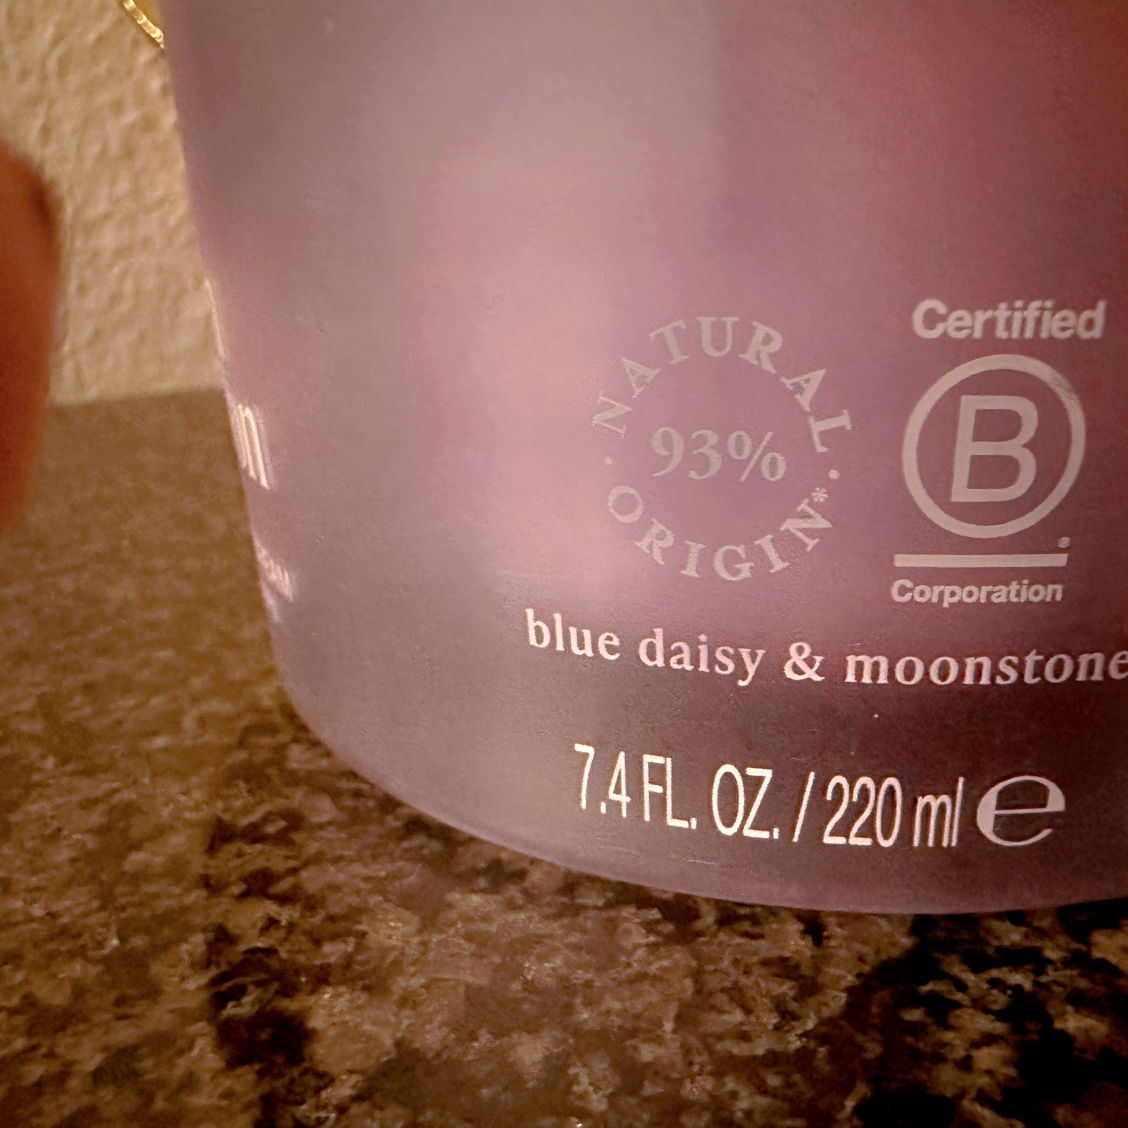 Certified
B
Corporation
NATURAL
93%
ORIGIN*
blue daisy & moonstone
7.4 FL. OZ. / 220 ml e